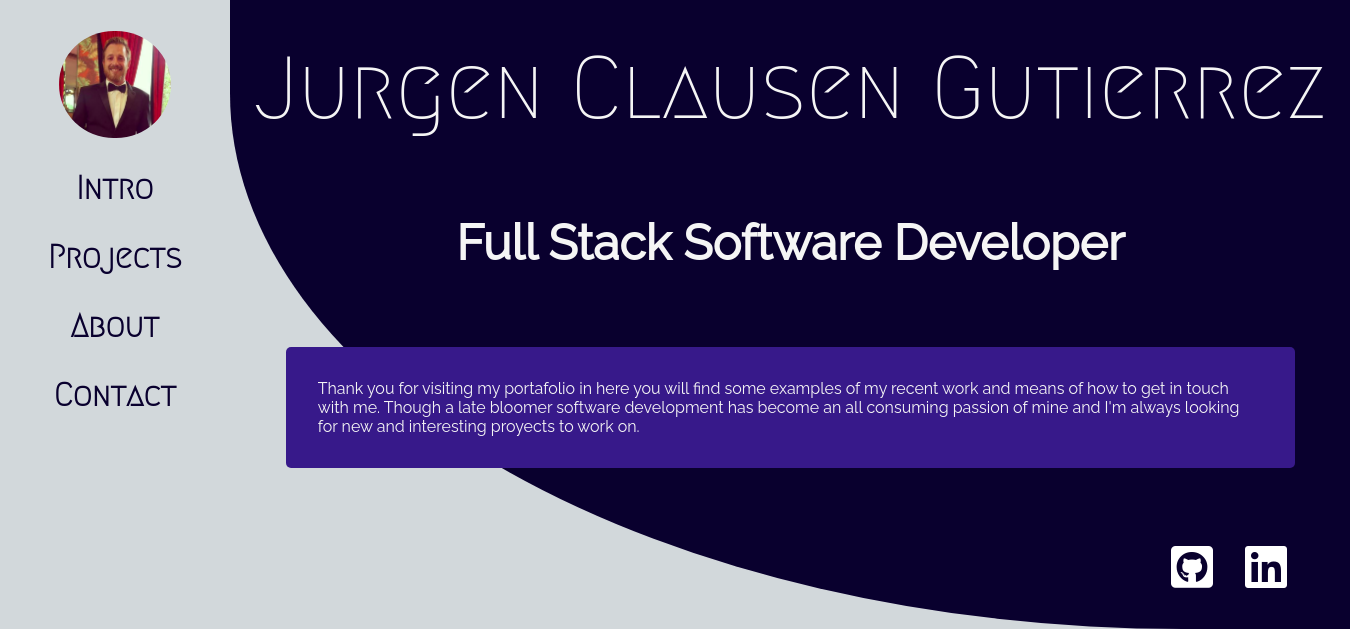 Jurgen Clausen Gutierrez
Intro
Projects
About
Contact
Full Stack Software Developer
Thank you for visiting my portafolio in here you will find some examples of my recent work and means of how to get in touch
with me. Though a late bloomer software development has become an all consuming passion of mine and I'm always looking
for new and interesting proyects to work on.
in